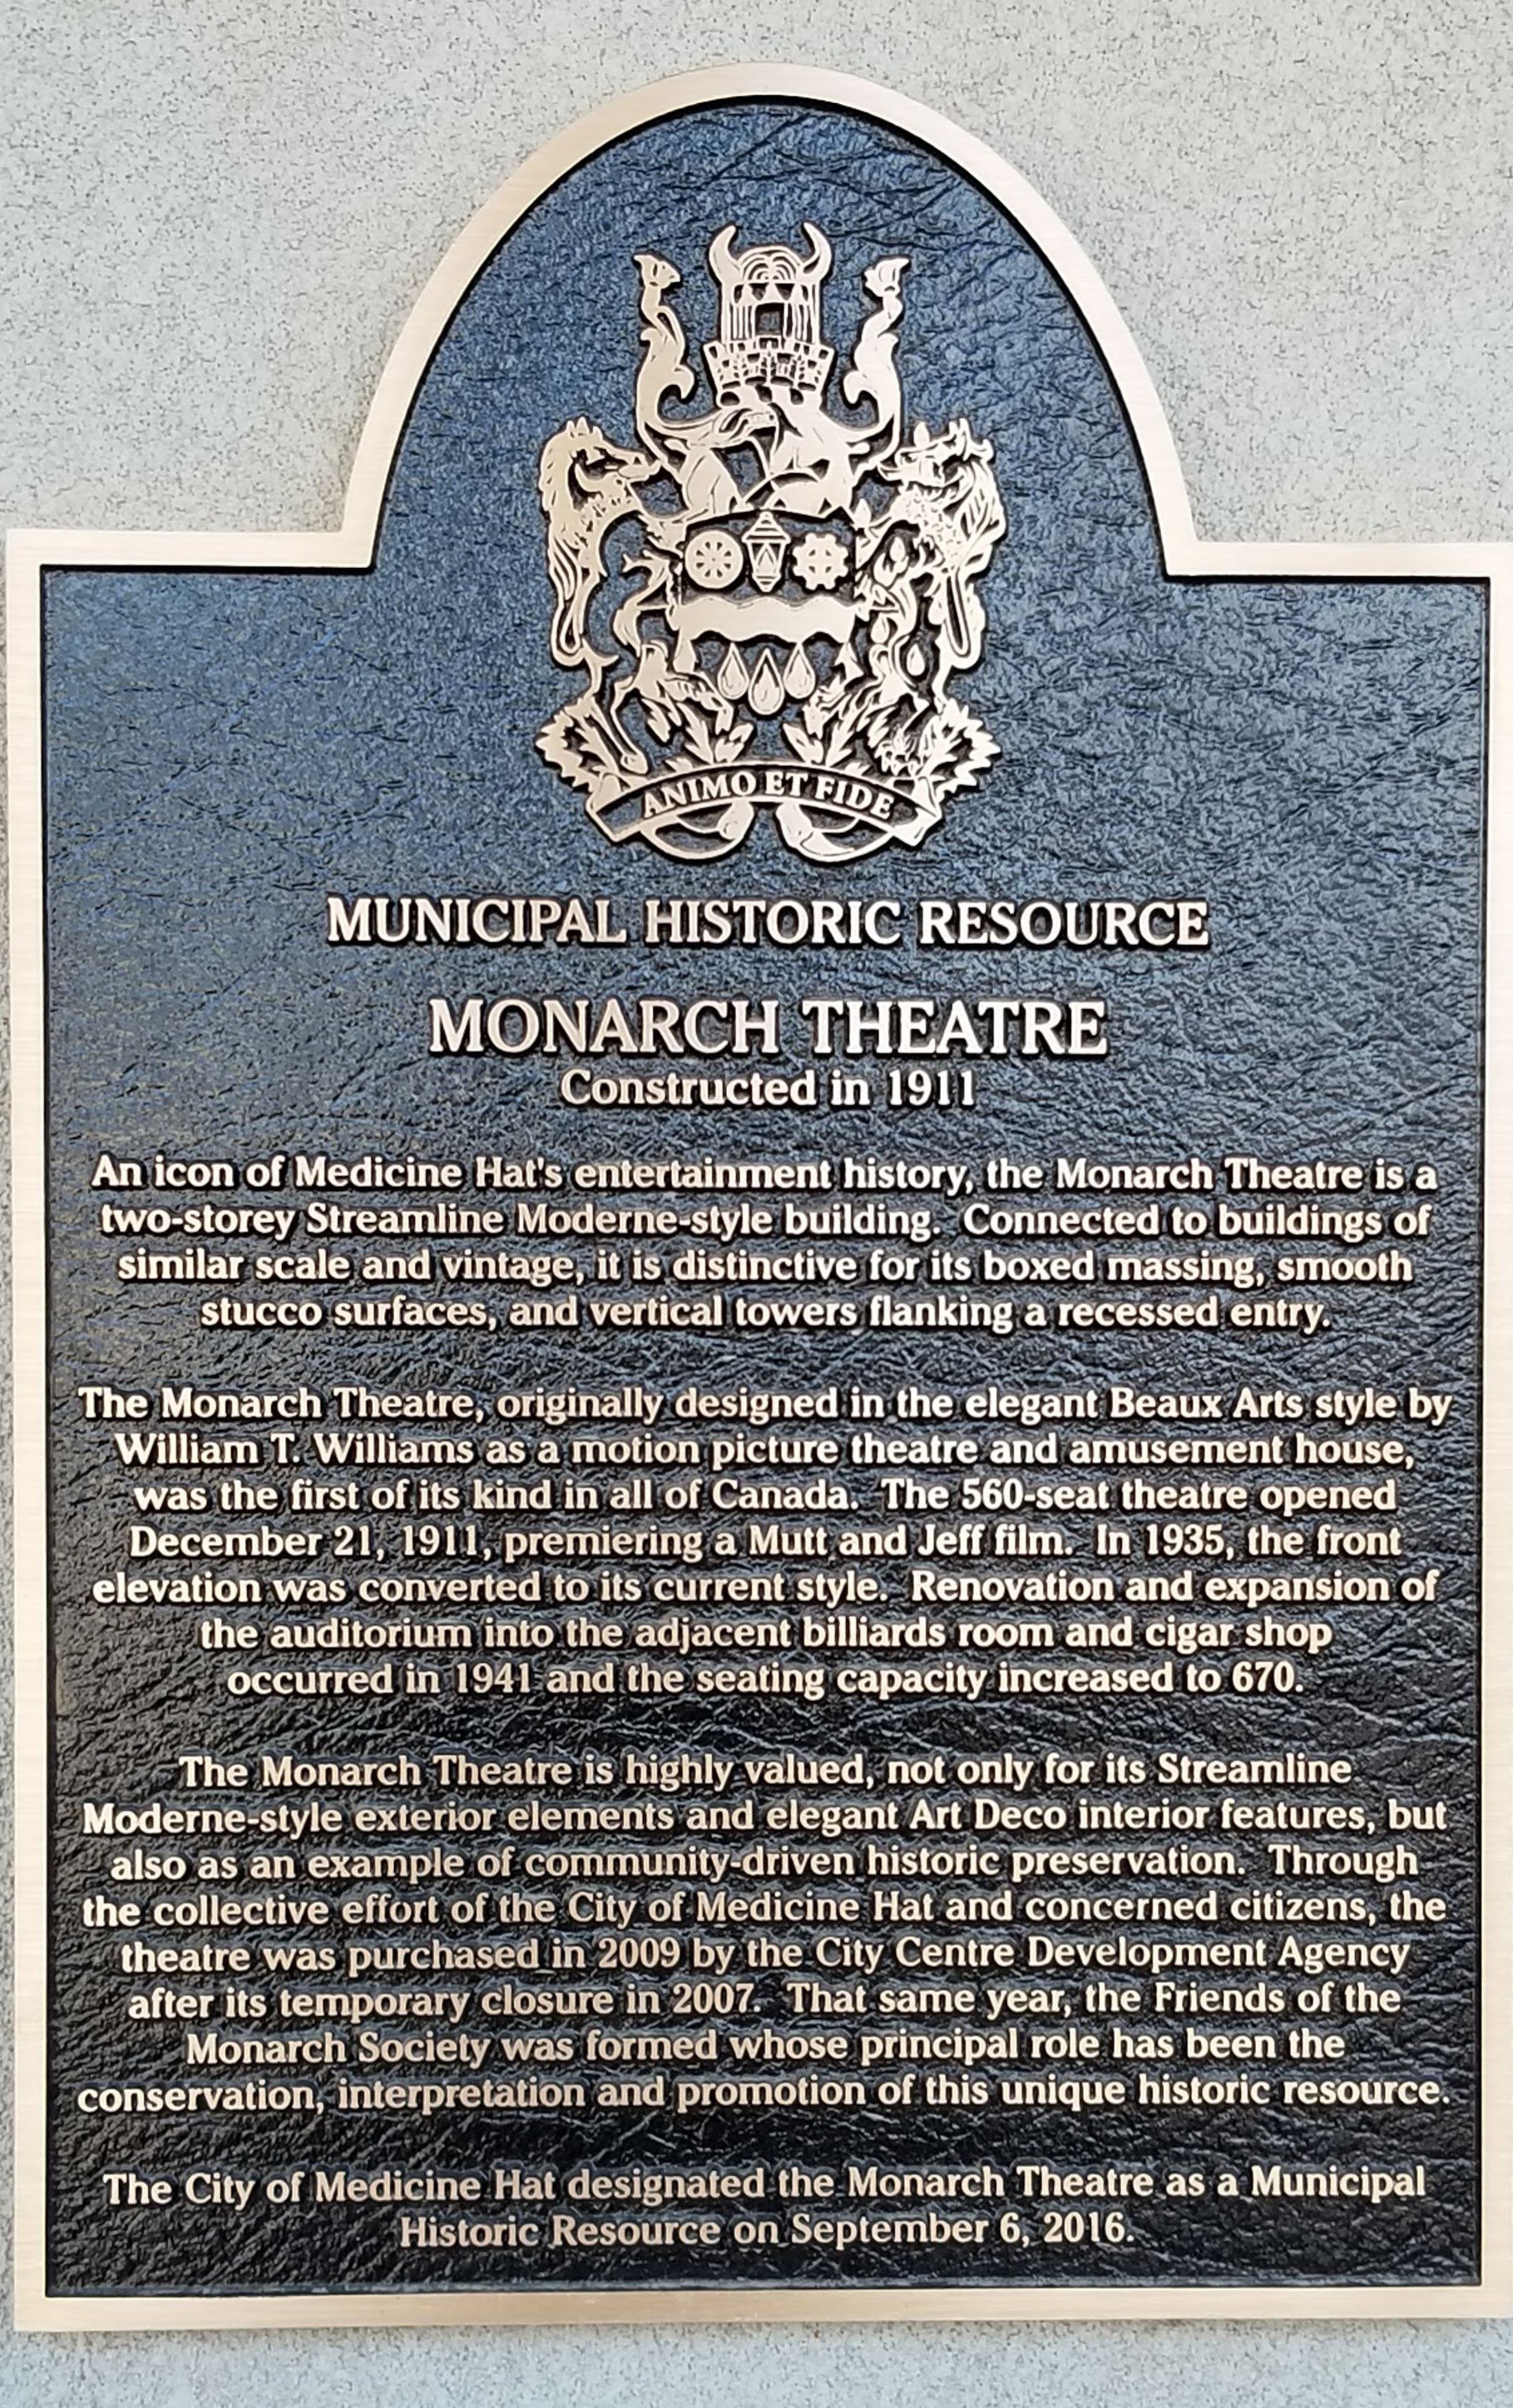 ANIMO ET FIDE
MUNICIPAL HISTORIC RESOURCE
MONARCH THEATRE
Constructed in 1911
An icon of Medicine Hat's entertainment history, the Monarch Theatre is a
two-storey Streamline Moderne-style building. Connected to buildings of
similar scale and vintage, it is distinctive for its boxed massing, smooth
stucco surfaces, and vertical towers flanking a recessed entry.
The Monarch Theatre, originally designed in the elegant Beaux Arts style by
William T. Williams as a motion picture theatre and amusement house,
was the first of its kind in all of Canada. The 560-seat theatre opened
December 21, 1911, premiering a Mutt and Jeff film. In 1935, the front
elevation was converted to its current style. Renovation and expansion of
the auditorium into the adjacent billiards room and cigar shop
occurred in 1941 and the seating capacity increased to 670.
The Monarch Theatre is highly valued, not only for its Streamline
Moderne-style exterior elements and elegant Art Deco interior features, but
also as an example of community-driven historic preservation. Through
the collective effort of the City of Medicine Hat and concerned citizens, the
theatre was purchased in 2009 by the City Centre Development Agency
after its temporary closure in 2007. That same year, the Friends of the
Monarch Society was formed whose principal role has been the
conservation, interpretation and promotion of this unique historic resource.
The City of Medicine Hat designated the Monarch Theatre as a Municipal
Historic Resource on September 6, 2016.